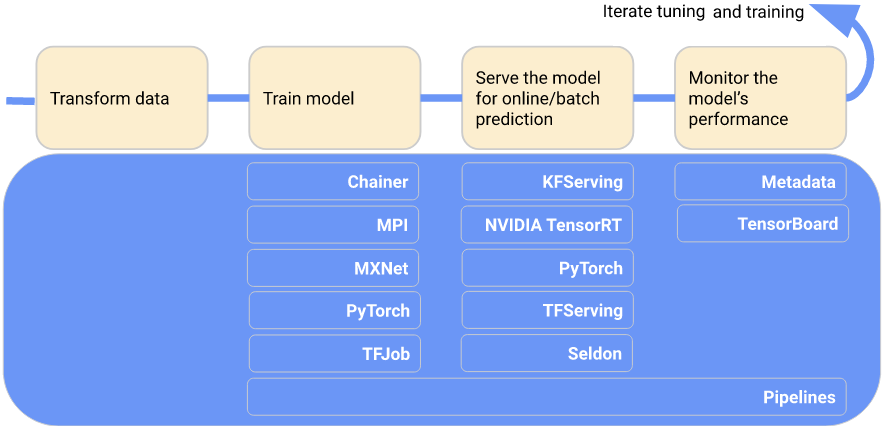 Iterate tuning and training
Transform data
Train model
Serve the model
for online/batch
prediction
Monitor the
model's
performance
Chainer
MPI
MXNet
PyTorch
TFJob
KFServing
NVIDIA TensorRT
PyTorch
TFServing
Seldon
Metadata
TensorBoard
Pipelines